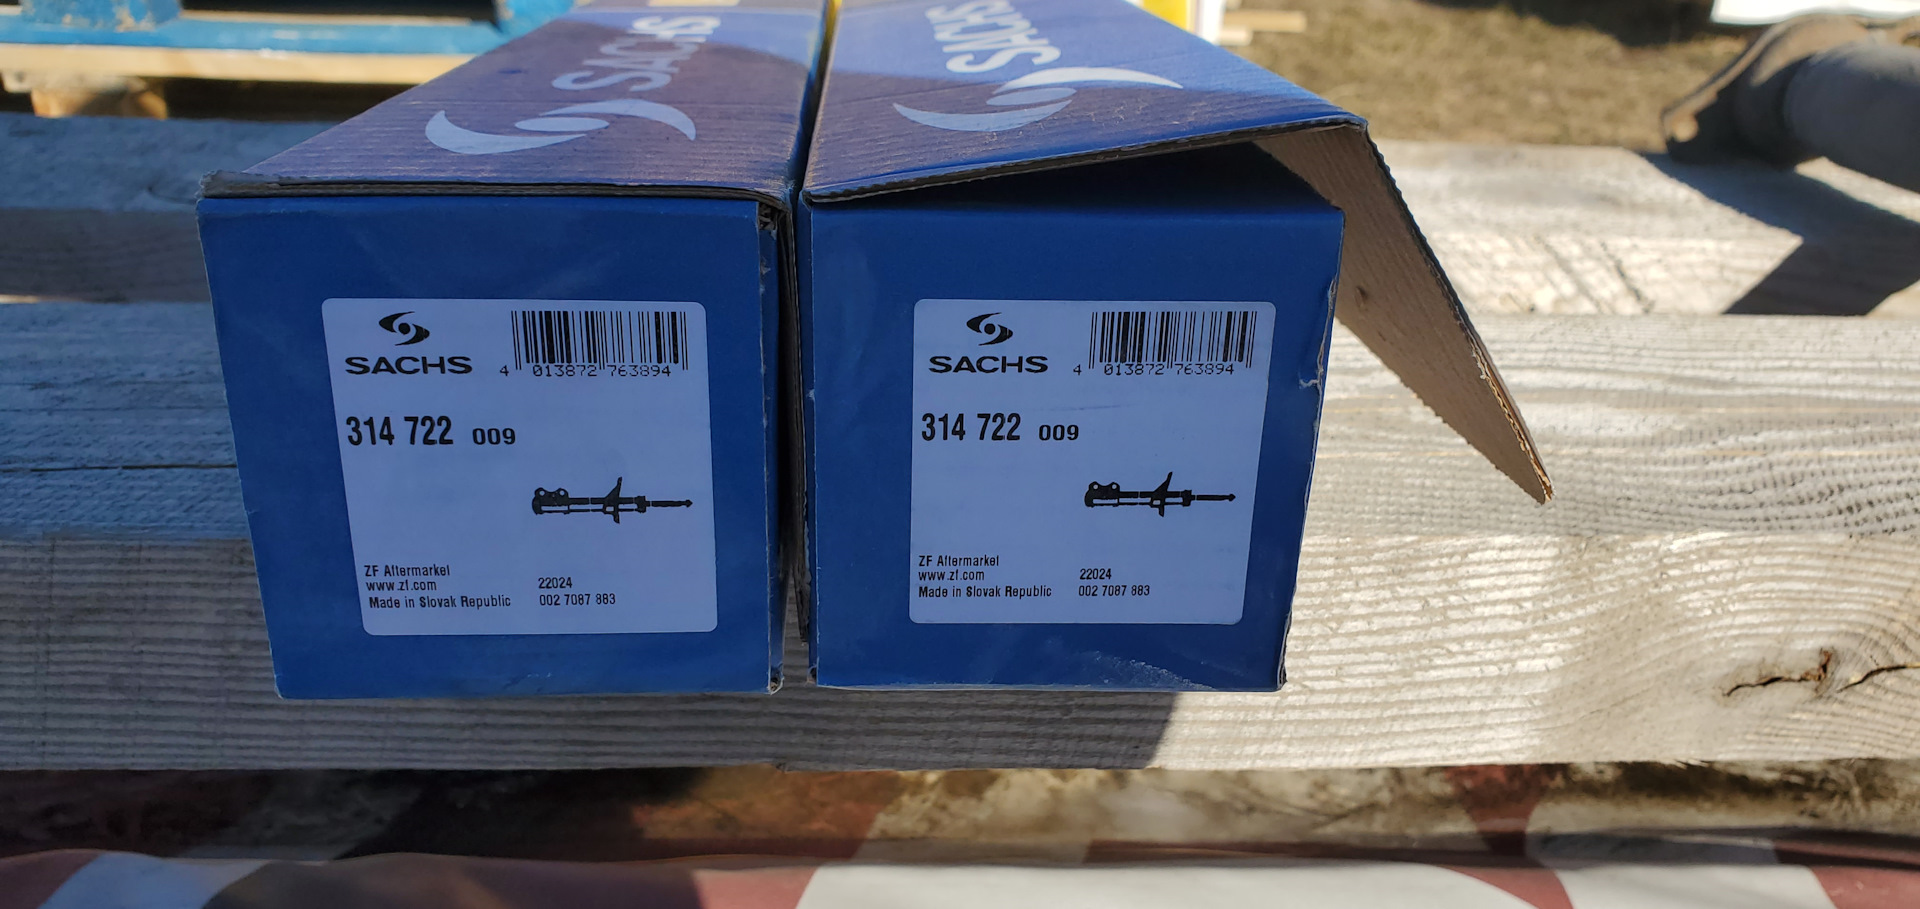 SACHS
SACHS
SACHS
4 013872 763894
314 722 009
ZF Aftermarket
www.zf.com
Made in Slovak Republic
22024
002 7087 883
SACHS
4 013872 763894
314 722 009
ZF Aftermarket
www.zf.com
Made in Slovak Republic
22024
002 7087 883